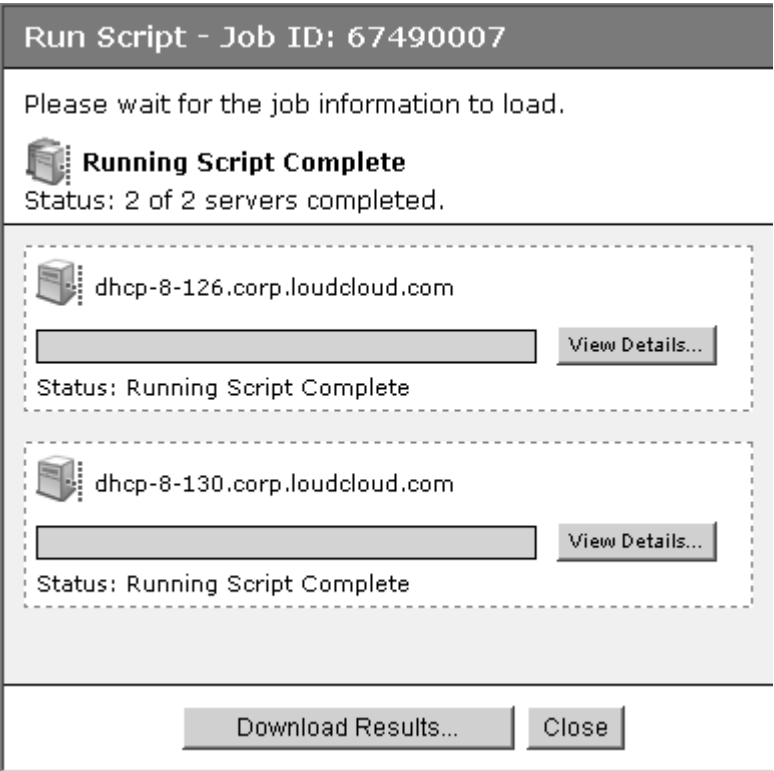 Run Script - Job ID: 67490007
Please wait for the job information to load.
Running Script Complete
Status: 2 of 2 servers completed.
dhcp-8-126.corp.loudcloud.com
View Details...
Status: Running Script Complete
dhcp-8-130.corp.loudcloud.com
View Details...
Status: Running Script Complete
Download Results... Close